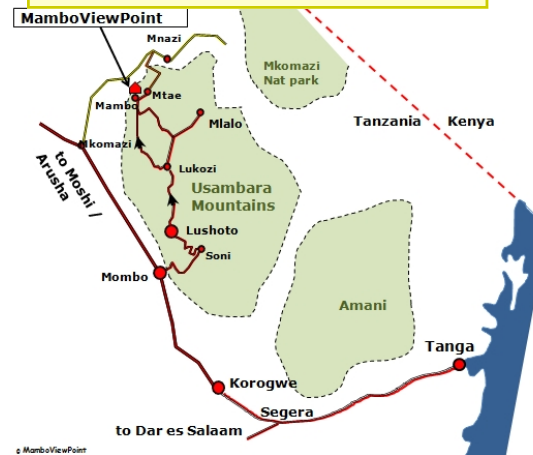 MamboViewPoint
Mnazi
Mkomazi
Nat park
Mtae
Mambo
Mlalo
Tanzania
Kenya
Mkomazi
to Moshi /
Arusha
Lukozi
Usambara
Mountains
Lushoto
Soni
Mombo
Amani
Tanga
Korogwe
Segera
to Dar es Salaam
© MamboViewPoint